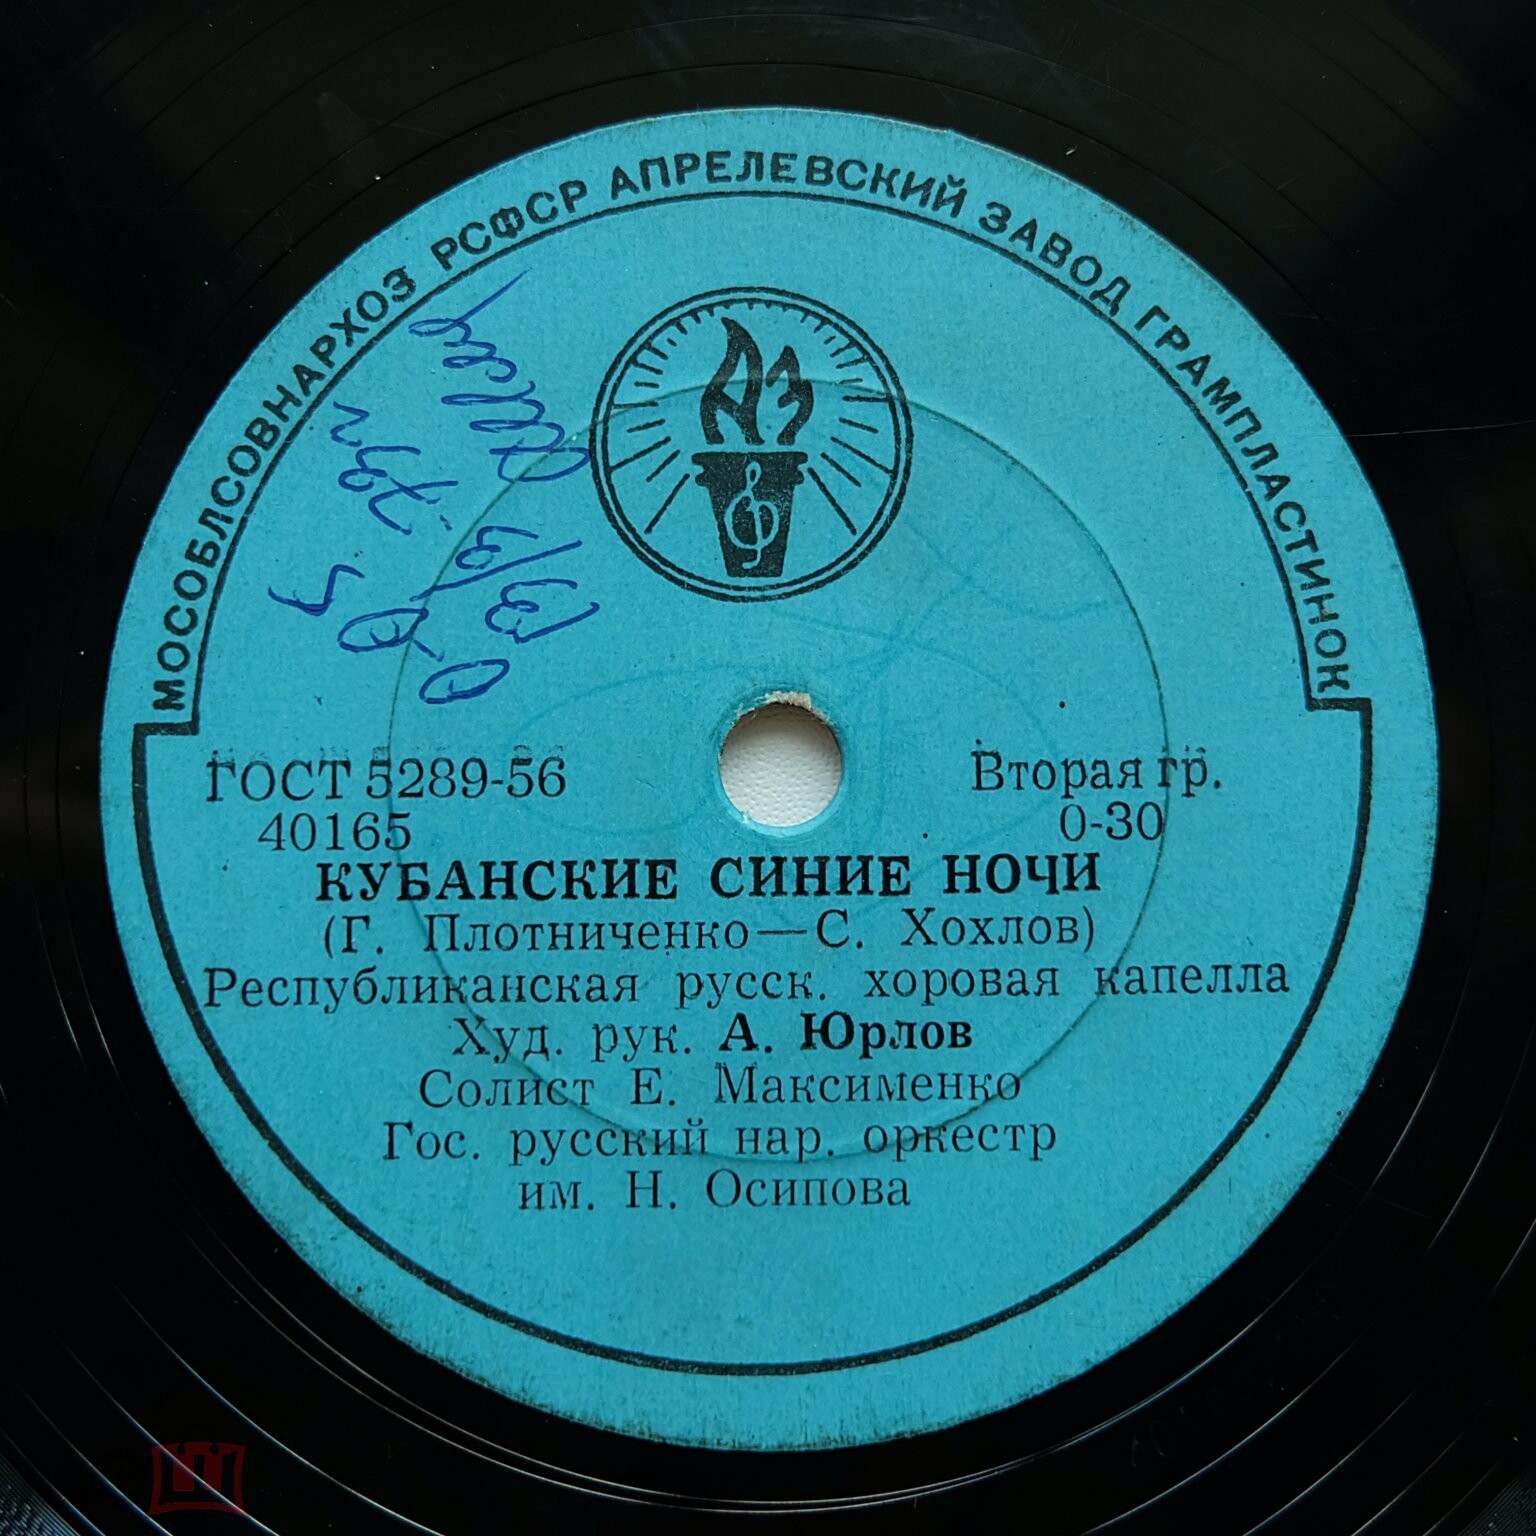 МОСОБЛСОВНАРХОЗ РСФСР АПРЕЛЕВСКИЙ ЗАВОД ГРАМПЛАСТИНОК
АЗ
ГОСТ 5289-56 Вторая гр.
40165 0-30
КУБАНСКИЕ СИНИЕ НОЧИ
(Г. Плотниченко—С. Хохлов)
Республиканская русск. хоровая капелла
Худ. рук. А. Юрлов
Солист Е. Максименко
Гос. русский нар. оркестр
им. Н. Осипова